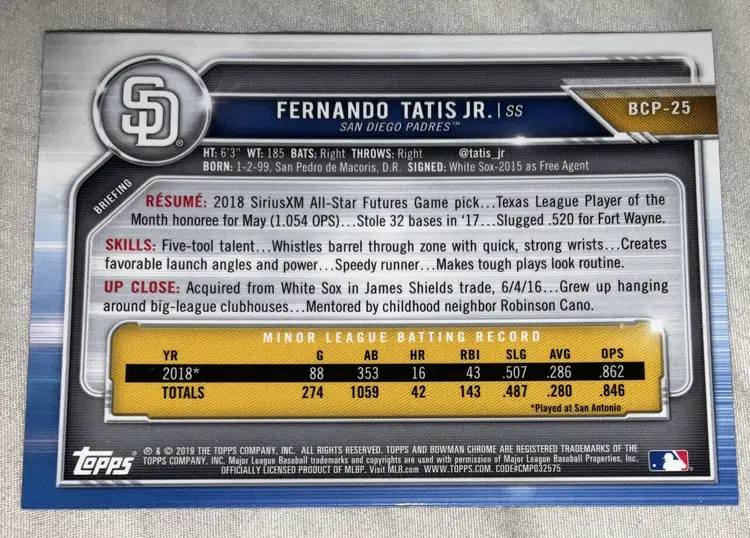 SD
FERNANDO TATIS JR. | SS
SAN DIEGO PADRES™
BCP-25
HT: 6'3" WT: 185 BATS: Right THROWS: Right @tatis_jr
BORN: 1-2-99, San Pedro de Macoris, D.R. SIGNED: White Sox-2015 as Free Agent
BRIEFING
RÉSUMÉ: 2018 SiriusXM All-Star Futures Game pick...Texas League Player of the
Month honoree for May (1.054 OPS)...Stole 32 bases in '17...Slugged .520 for Fort Wayne.
SKILLS: Five-tool talent...Whistles barrel through zone with quick, strong wrists...Creates
favorable launch angles and power...Speedy runner...Makes tough plays look routine.
UP CLOSE: Acquired from White Sox in James Shields trade, 6/4/16...Grew up hanging
around big-league clubhouses...Mentored by childhood neighbor Robinson Cano.
MINOR LEAGUE BATTING RECORD
YR G AB HR RBI SLG AVG OPS
2018* 88 353 16 43 .507 .286 .862
TOTALS 274 1059 42 143 .487 .280 .846
*Played at San Antonio
Topps ® & © 2019 THE TOPPS COMPANY, INC. ALL RIGHTS RESERVED. TOPPS AND BOWMAN CHROME ARE REGISTERED TRADEMARKS OF THE
TOPPS COMPANY, INC. Major League Baseball trademarks and copyrights are used with permission of Major League Baseball Properties, Inc.
OFFICIALLY LICENSED PRODUCT OF MLBP. Visit MLB.com WWW.TOPPS.COM. CODE#CMP032575